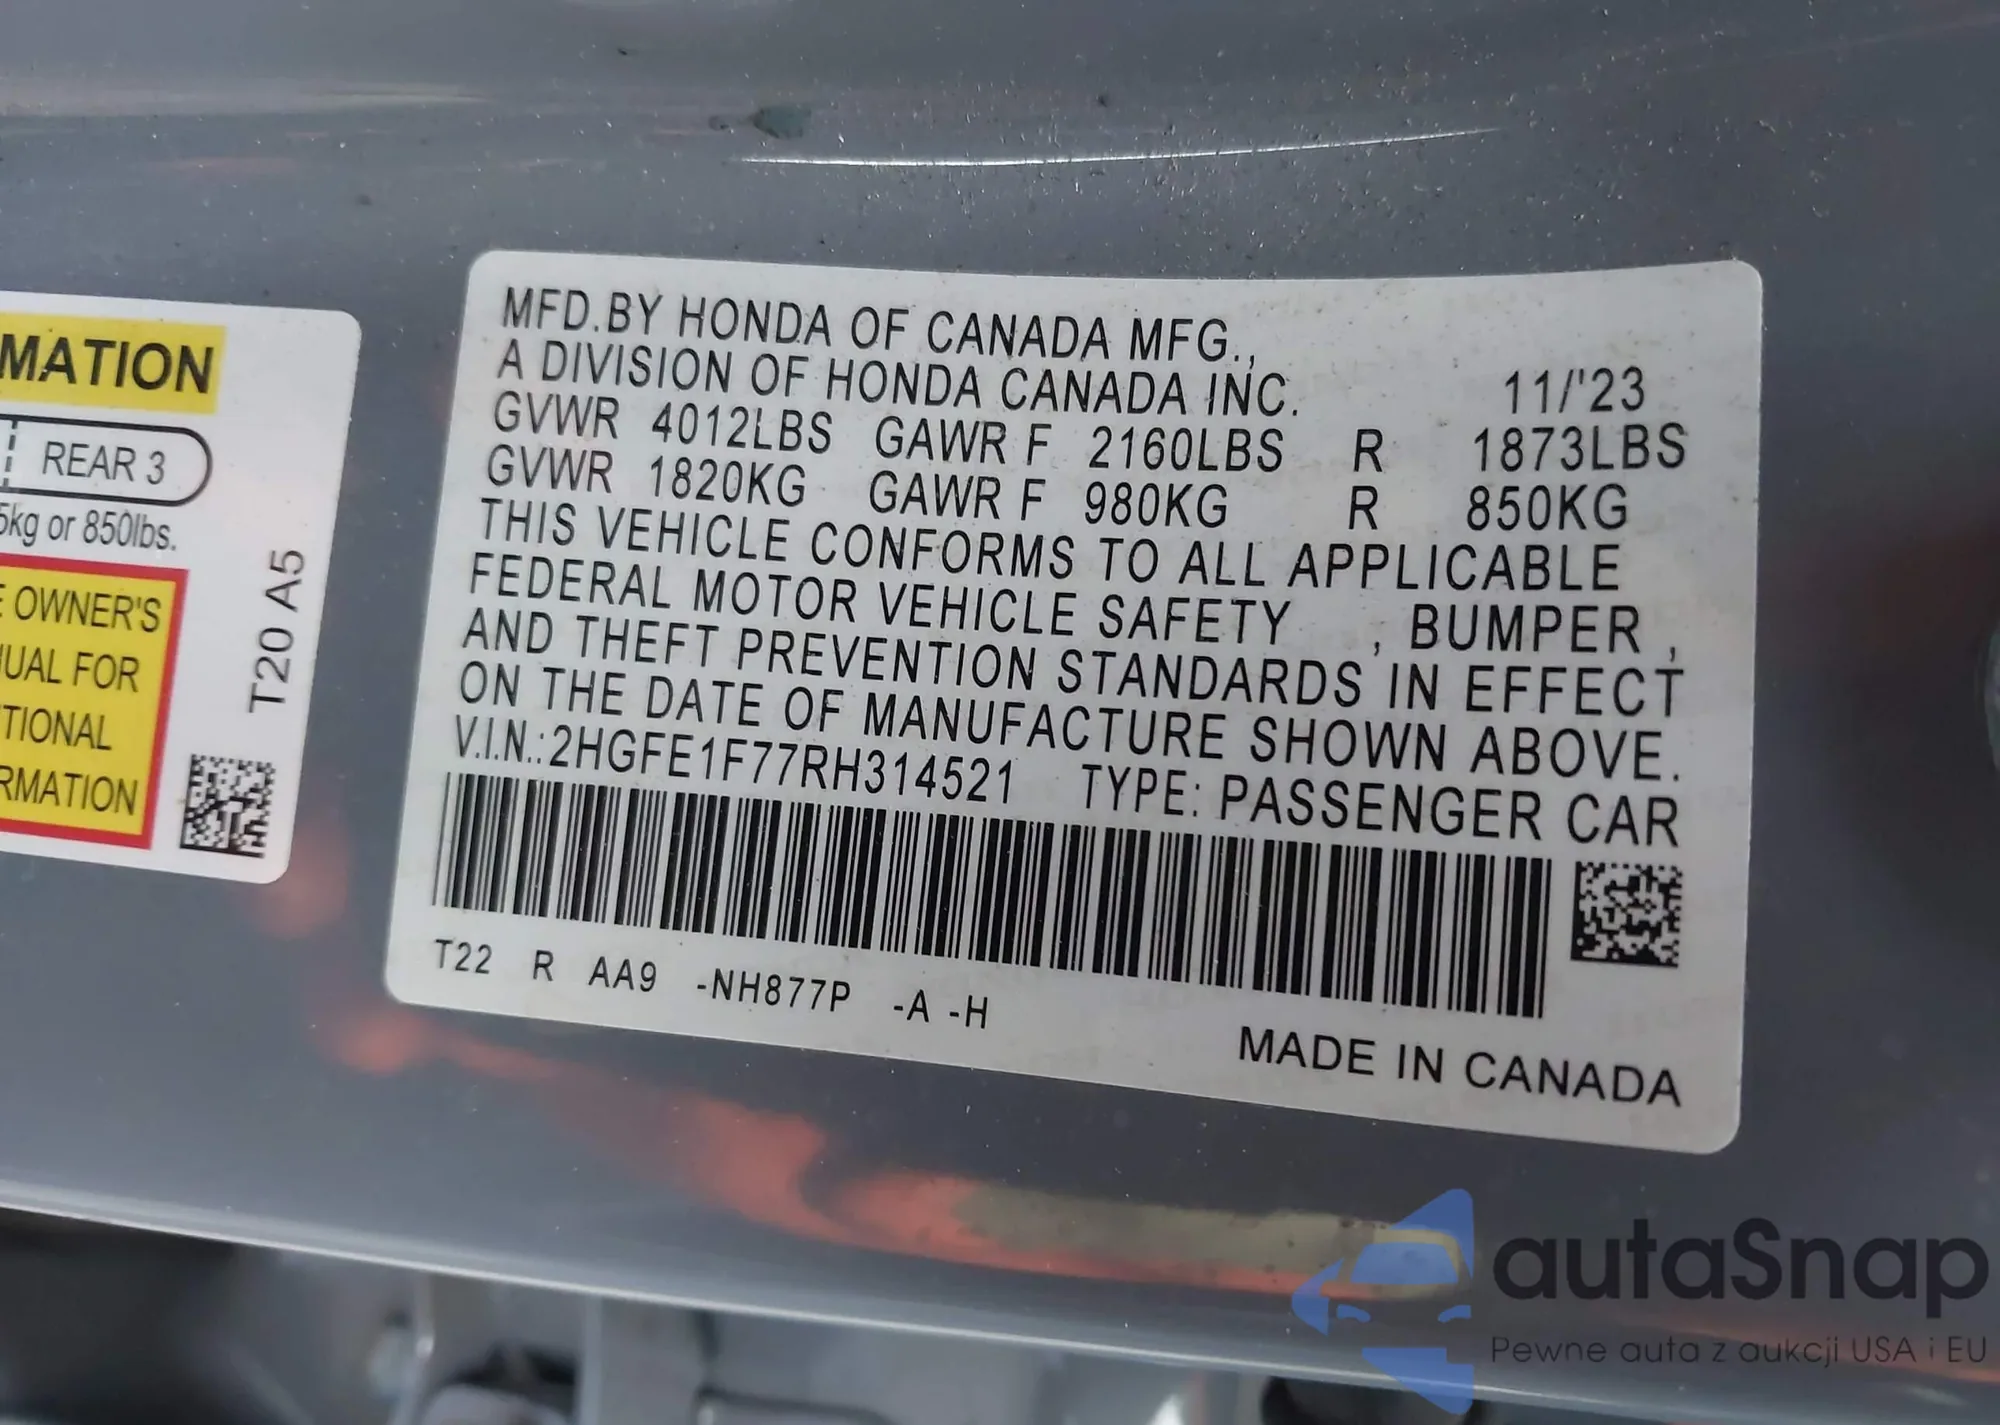 MATION
REAR 3
5kg or 850lbs.
OWNER'S
UAL FOR
TIONAL
RMATION
T20 A5
MFD.BY HONDA OF CANADA MFG.,
A DIVISION OF HONDA CANADA INC. 11/'23
GVWR 4012LBS GAWR F 2160LBS R 1873LBS
GVWR 1820KG GAWR F 980KG R 850KG
THIS VEHICLE CONFORMS TO ALL APPLICABLE
FEDERAL MOTOR VEHICLE SAFETY , BUMPER ,
AND THEFT PREVENTION STANDARDS IN EFFECT
ON THE DATE OF MANUFACTURE SHOWN ABOVE.
V.I.N.:2HGFE1F77RH314521 TYPE: PASSENGER CAR
T22 R AA9 -NH877P -A -H
MADE IN CANADA
autaSnap
Pewne auta z aukcji USA i EU